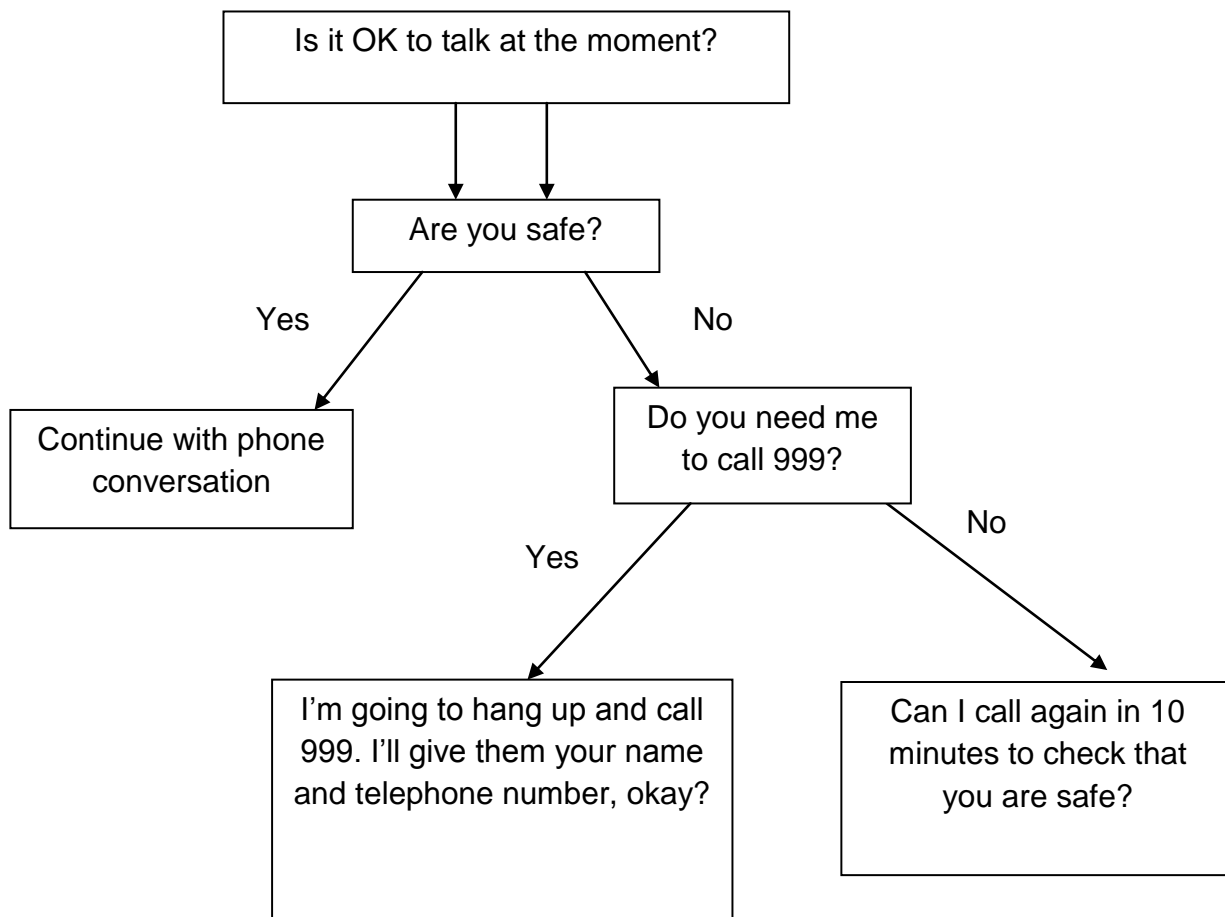 Is it OK to talk at the moment?
Are you safe?
Yes
No
Continue with phone
conversation
Do you need me
to call 999?
Yes
No
I’m going to hang up and call
999. I’ll give them your name
and telephone number, okay?
Can I call again in 10
minutes to check that
you are safe?